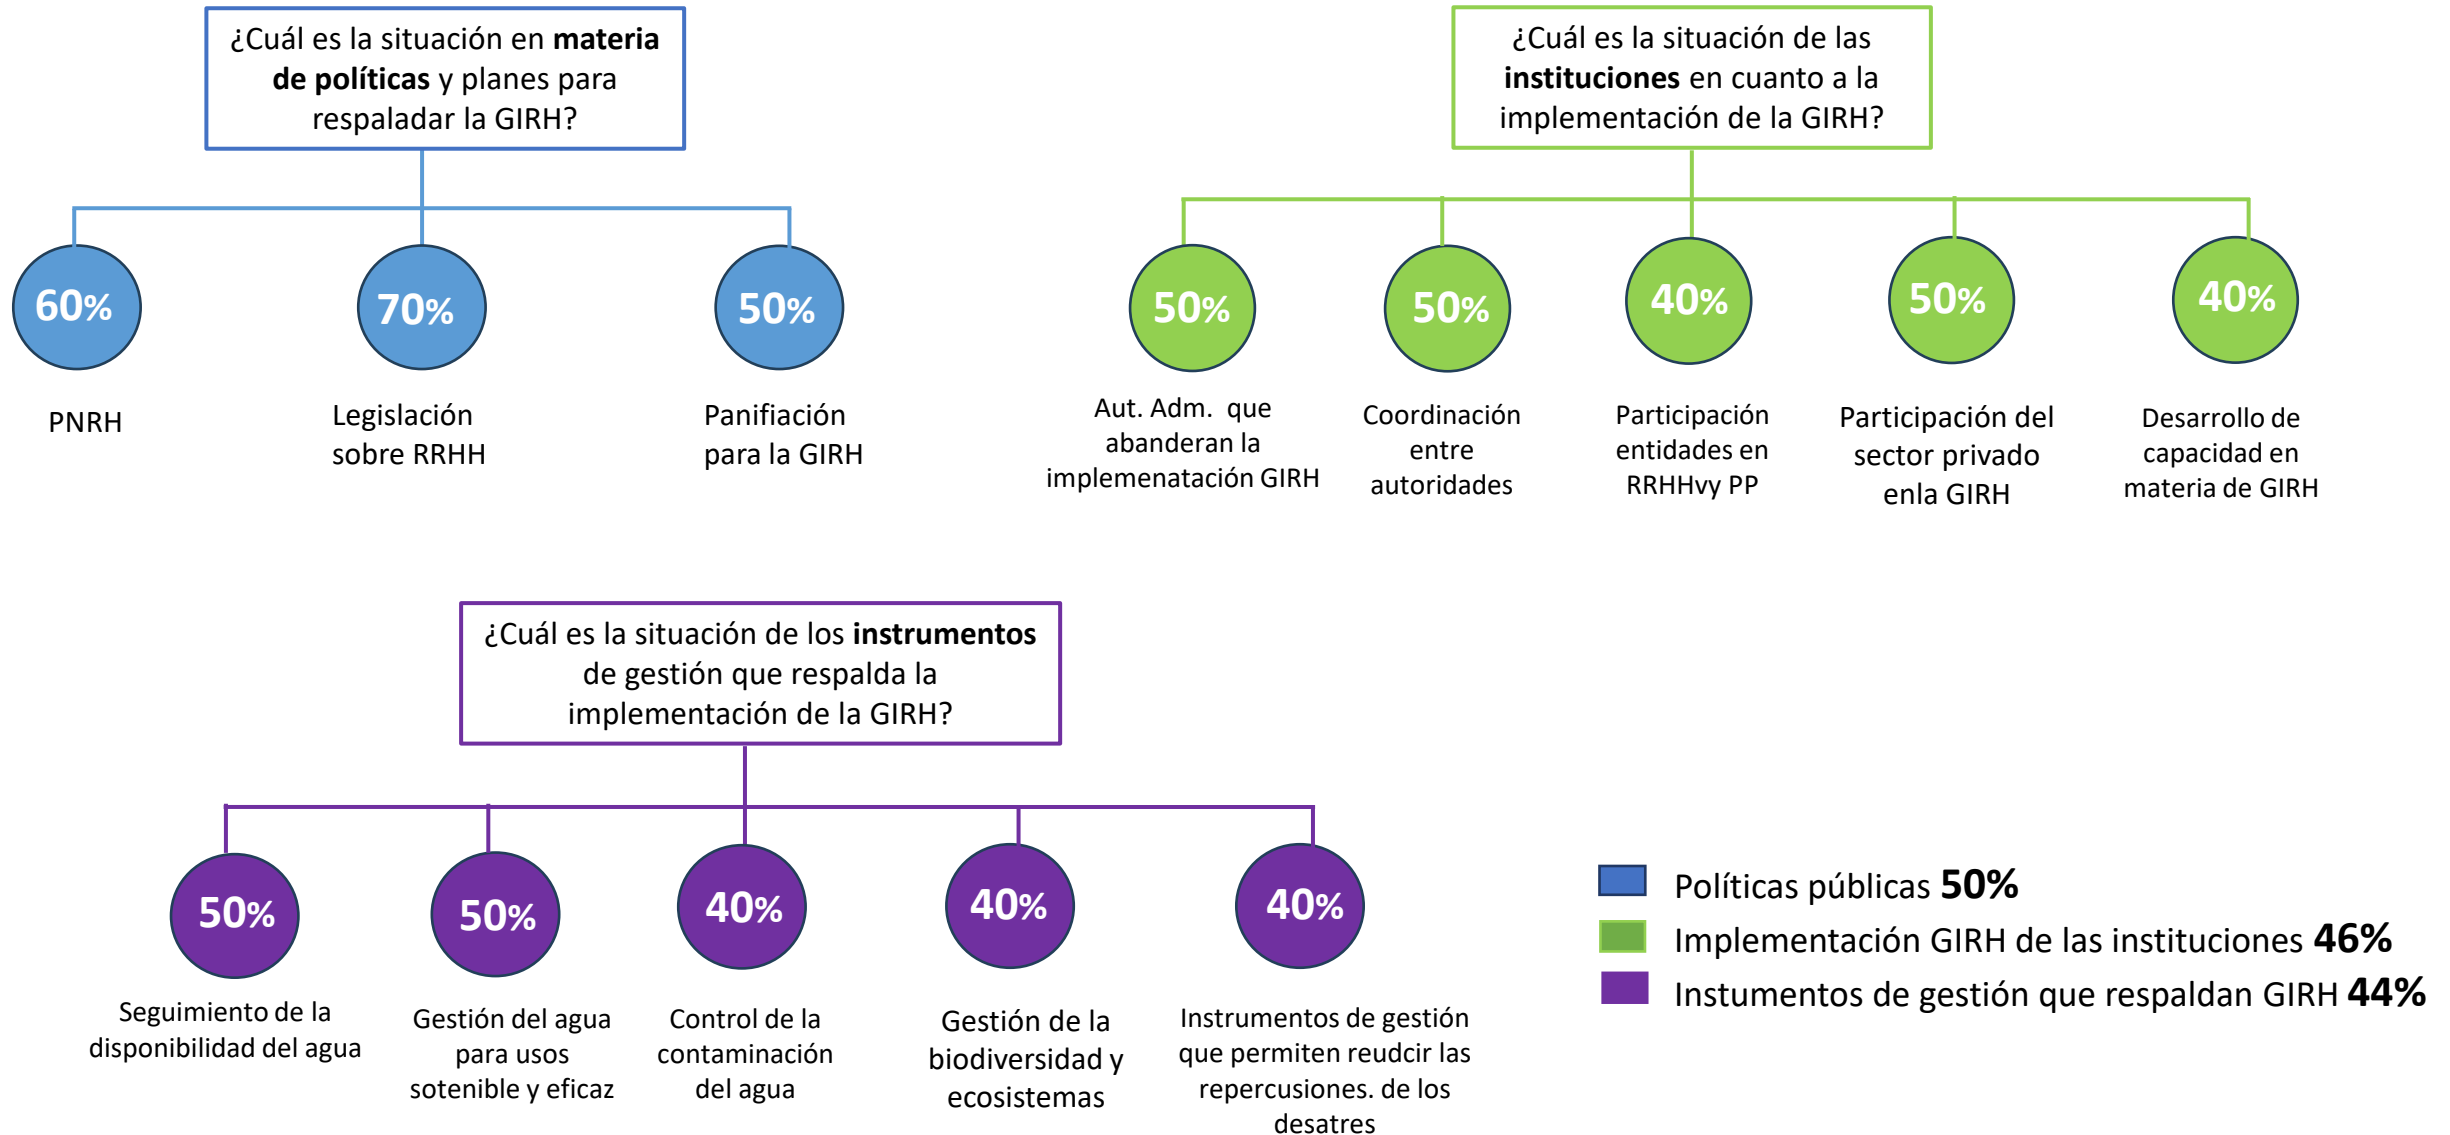 ¿Cuál es la situación en materia
de políticas y planes para
respaladar la GIRH?
60%
PNRH
70%
Legislación
sobre RRHH
50%
Panifiación
para la GIRH
¿Cuál es la situación de las
instituciones en cuanto a la
implementación de la GIRH?
50%
Aut. Adm. que
abanderan la
implemenatación GIRH
50%
Coordinación
entre
autoridades
40%
Participación
entidades en
RRHHvy PP
50%
Participación del
sector privado
enla GIRH
40%
Desarrollo de
capacidad en
materia de GIRH
¿Cuál es la situación de los instrumentos
de gestión que respalda la
implementación de la GIRH?
50%
Seguimiento de la
disponibilidad del agua
50%
Gestión del agua
para usos
sotenible y eficaz
40%
Control de la
contaminación
del agua
40%
Gestión de la
biodiversidad y
ecosistemas
40%
Instrumentos de gestión
que permiten reudcir las
repercusiones. de los
desatres
Políticas públicas 50%
Implementación GIRH de las instituciones 46%
Instumentos de gestión que respaldan GIRH 44%